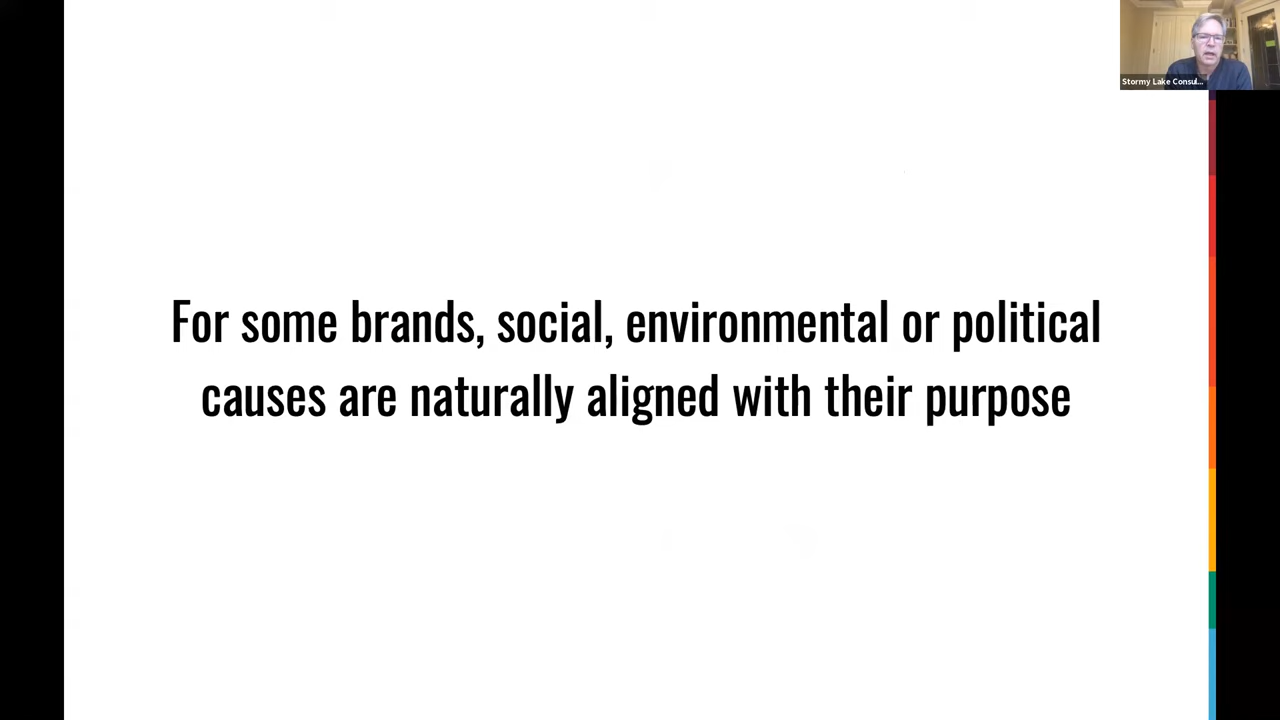 Stormy Lake Consul...
For some brands, social, environmental or political
causes are naturally aligned with their purpose